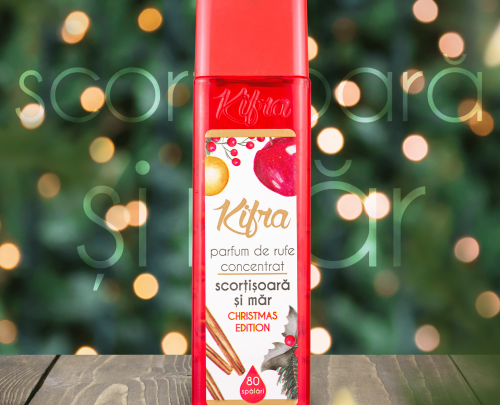 scorțișoară
și măr
Kifra
Kifra
parfum de rufe
concentrat
scorțișoară
și măr
CHRISTMAS
EDITION
80
spălări